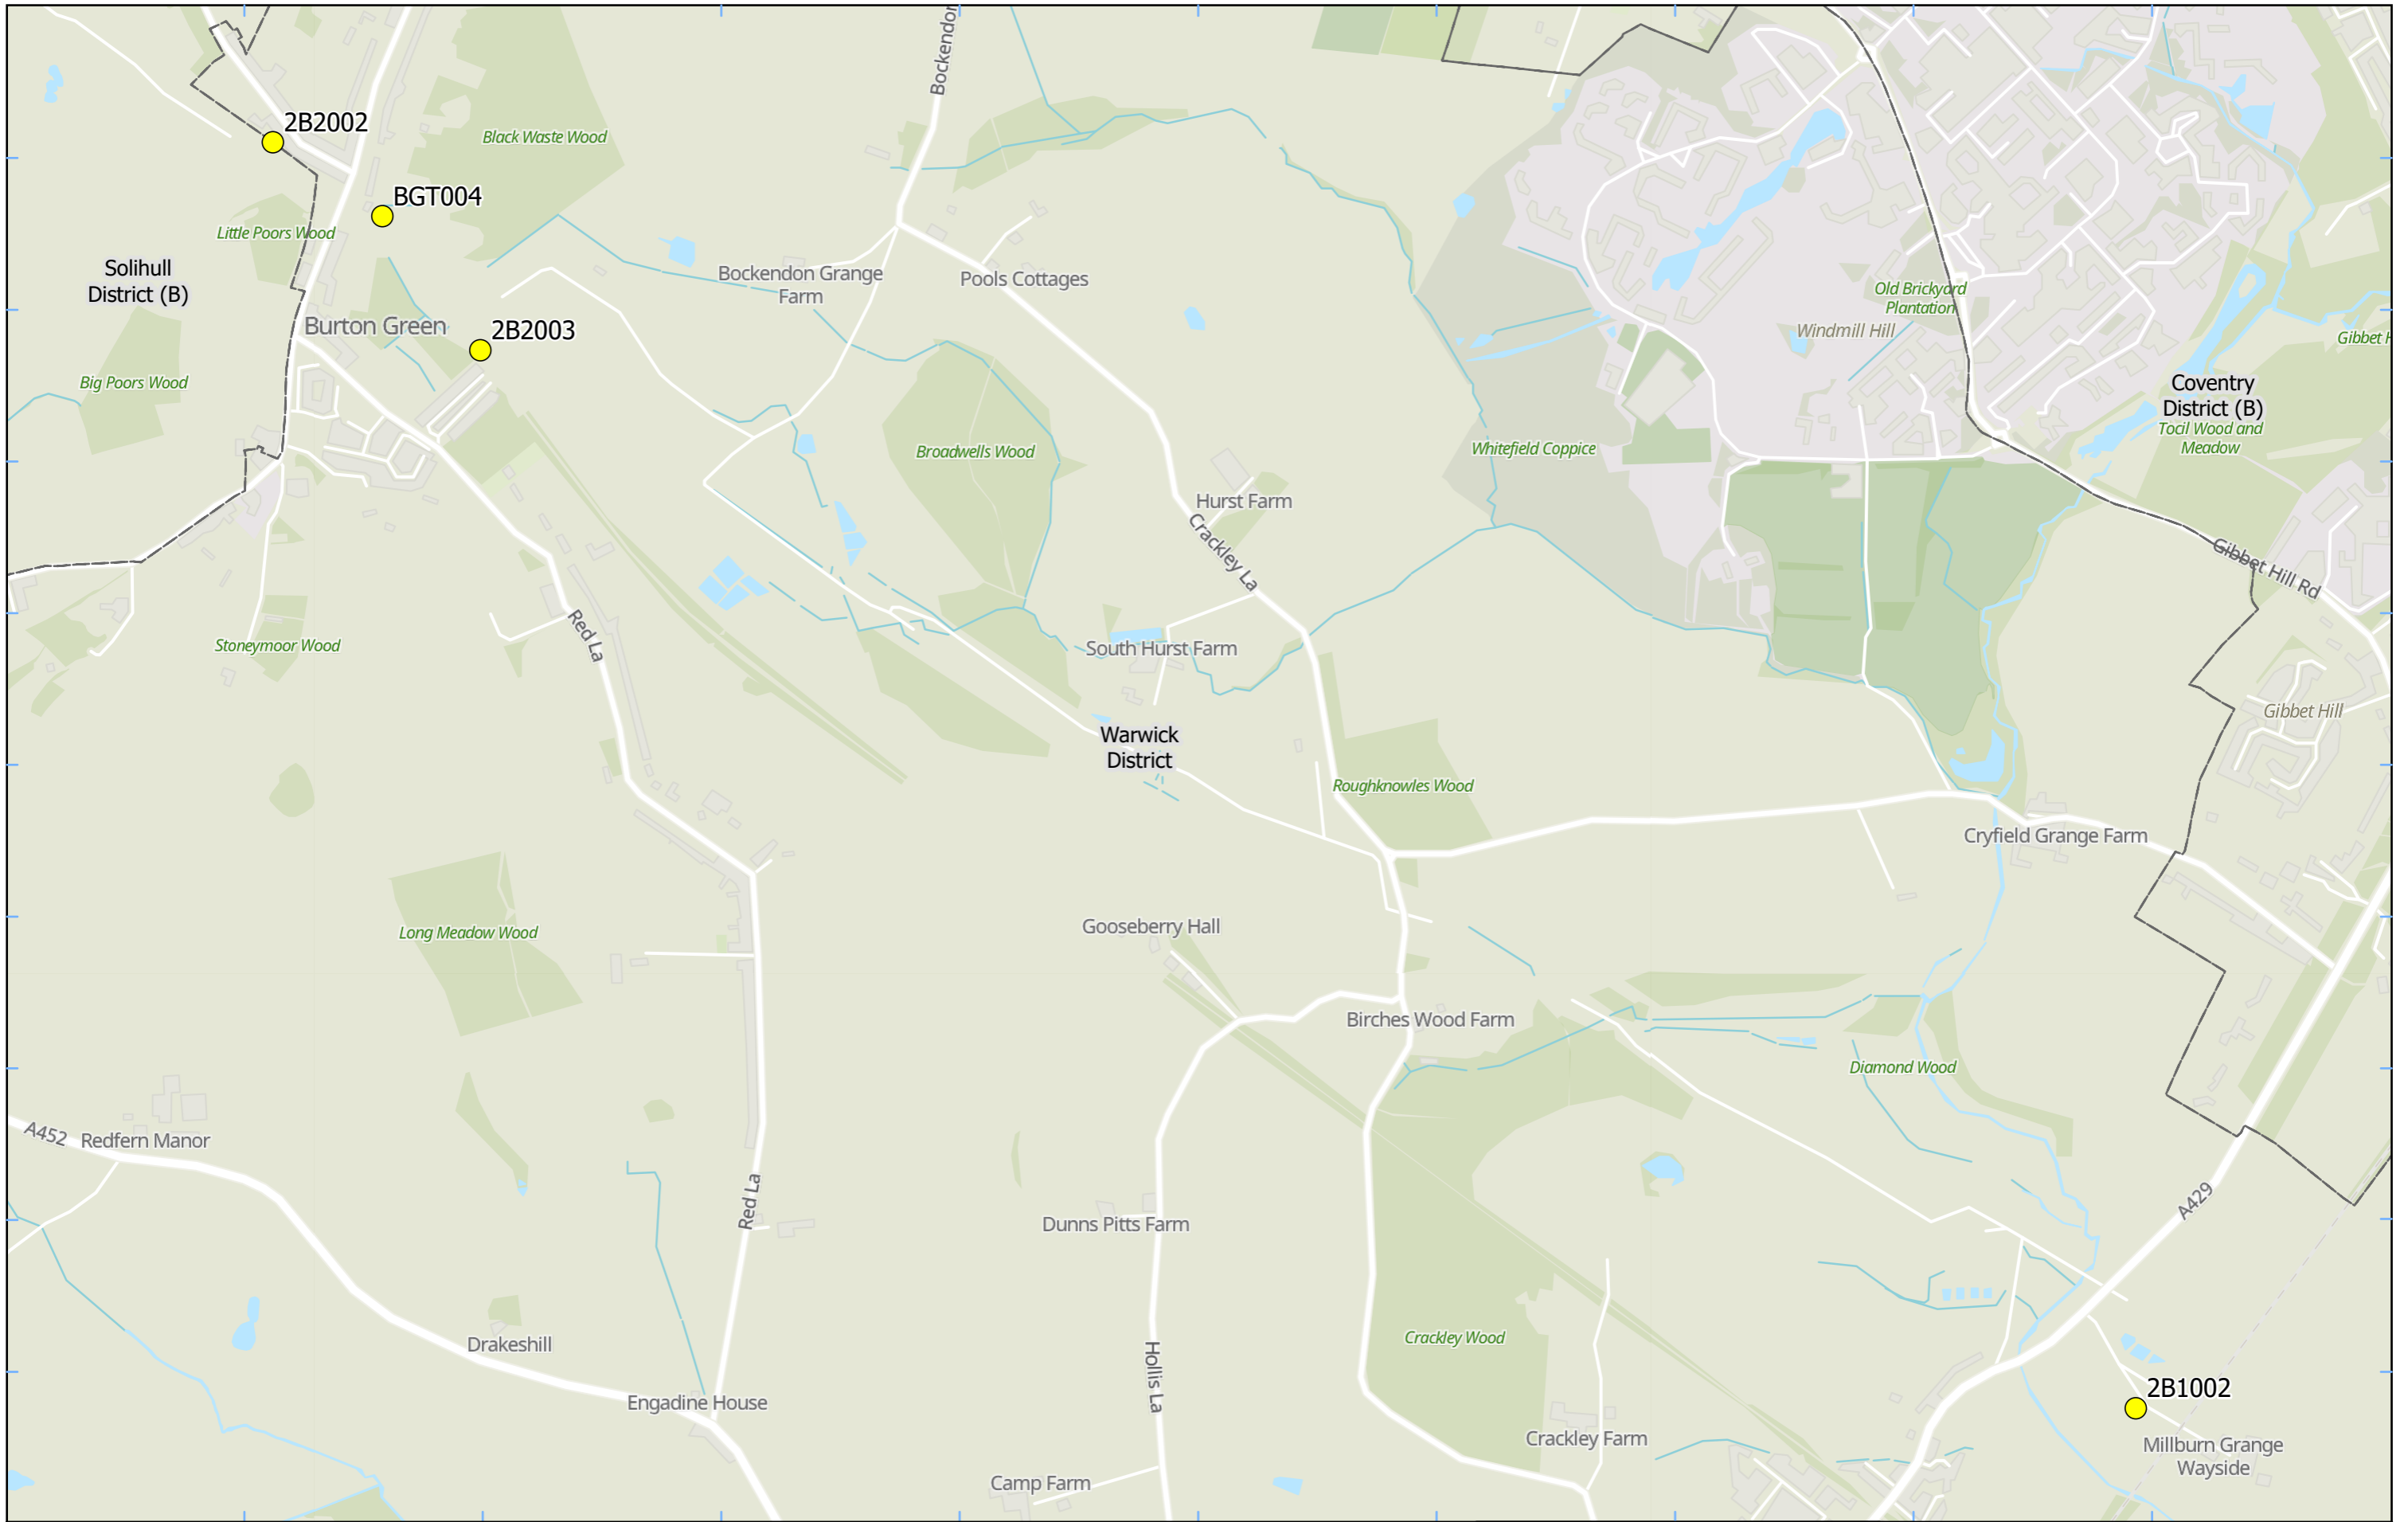 Bockendon
2B2002
Black Waste Wood
BGT004
Little Poors Wood
Solihull
District (B)
Bockendon Grange
Farm
Pools Cottages
Old Brickyard
Plantation
Burton Green
2B2003
Windmill Hill
Gibbet H
Big Poors Wood
Coventry
District (B)
Tocil Wood and
Meadow
Broadwells Wood
Whitefield Coppice
Hurst Farm
Crackley La
Gibbet Hill Rd
Red La
Stoneymoor Wood
South Hurst Farm
Gibbet Hill
Warwick
District
Roughknowles Wood
Cryfield Grange Farm
Long Meadow Wood
Gooseberry Hall
Birches Wood Farm
Diamond Wood
A452
Redfern Manor
Red La
A429
Dunns Pitts Farm
Drakeshill
Crackley Wood
Hollis La
Engadine House
2B1002
Crackley Farm
Millburn Grange
Wayside
Camp Farm